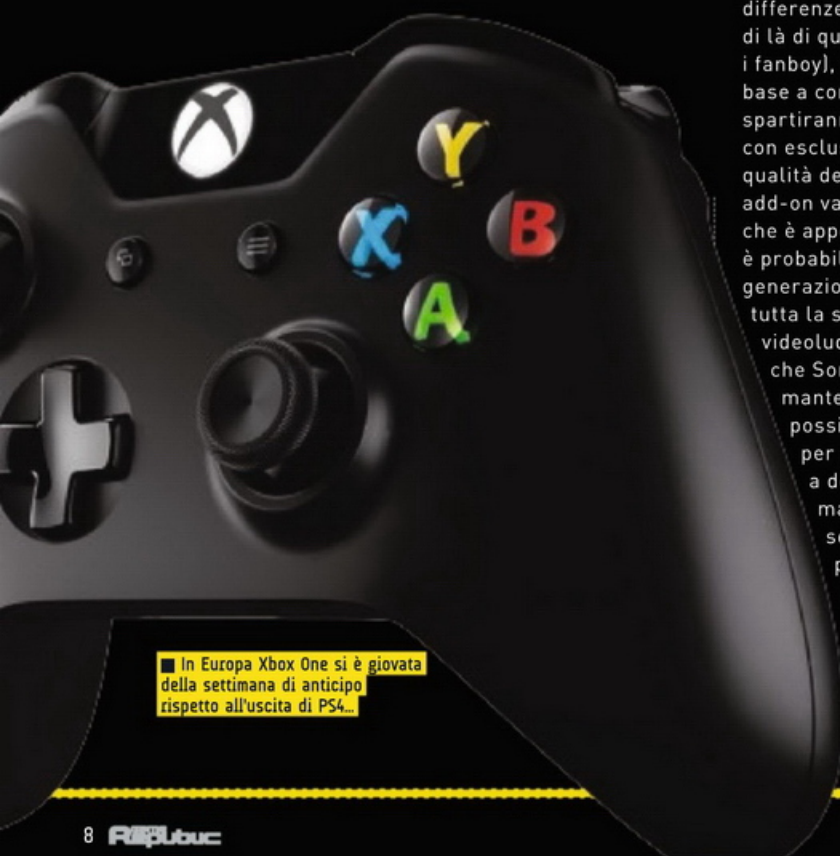 Y
X
B
A
■ In Europa Xbox One si è giovata
della settimana di anticipo
rispetto all'uscita di PS4...
8
differenze
di là di qu
i fanboy),
base a co
spartiran
con esclu
qualità de
add-on va
che è app
è probabil
generazio
tutta la s
videoluc
che So
mante
possi
per
a d
ma
s
p